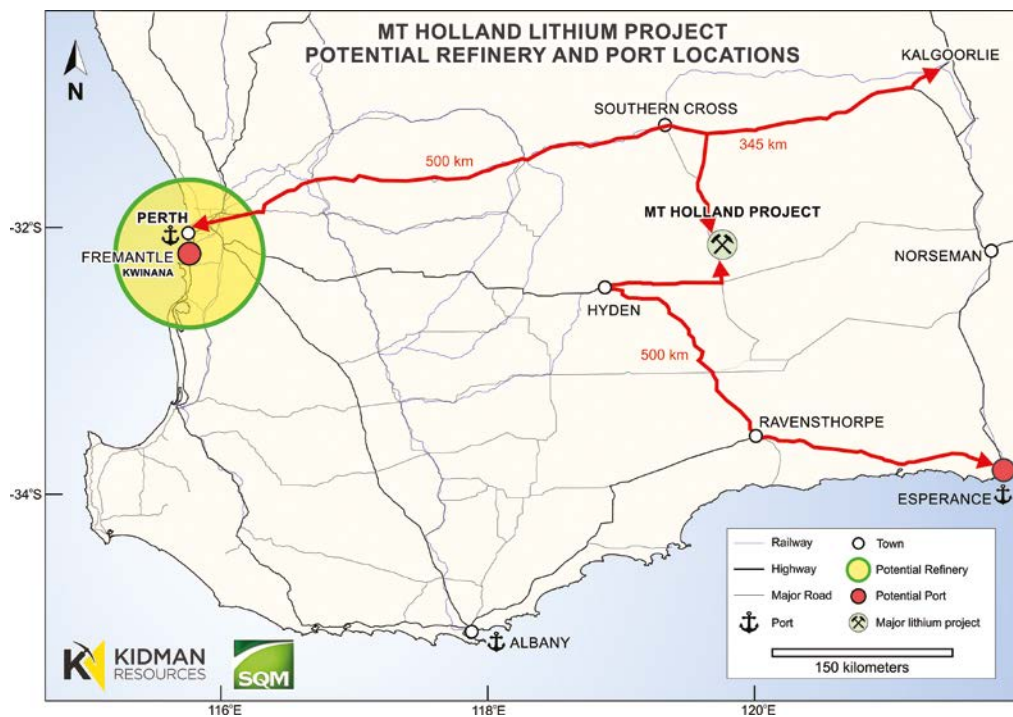 MT HOLLAND LITHIUM PROJECT
POTENTIAL REFINERY AND PORT LOCATIONS
N
KALGOORLIE
SOUTHERN CROSS
500 km
345 km
-32°S
PERTH
MT HOLLAND PROJECT
FREMANTLE
KWINANA
NORSEMAN
HYDEN
500 km
RAVENSTHORPE
-34°S
ESPERANCE
ALBANY
Railway
Town
Highway
Potential Refinery
Major Road
Potential Port
Port
Major lithium project
150 kilometers
KIDMAN
RESOURCES
SQM
116°E
118°E
120°E